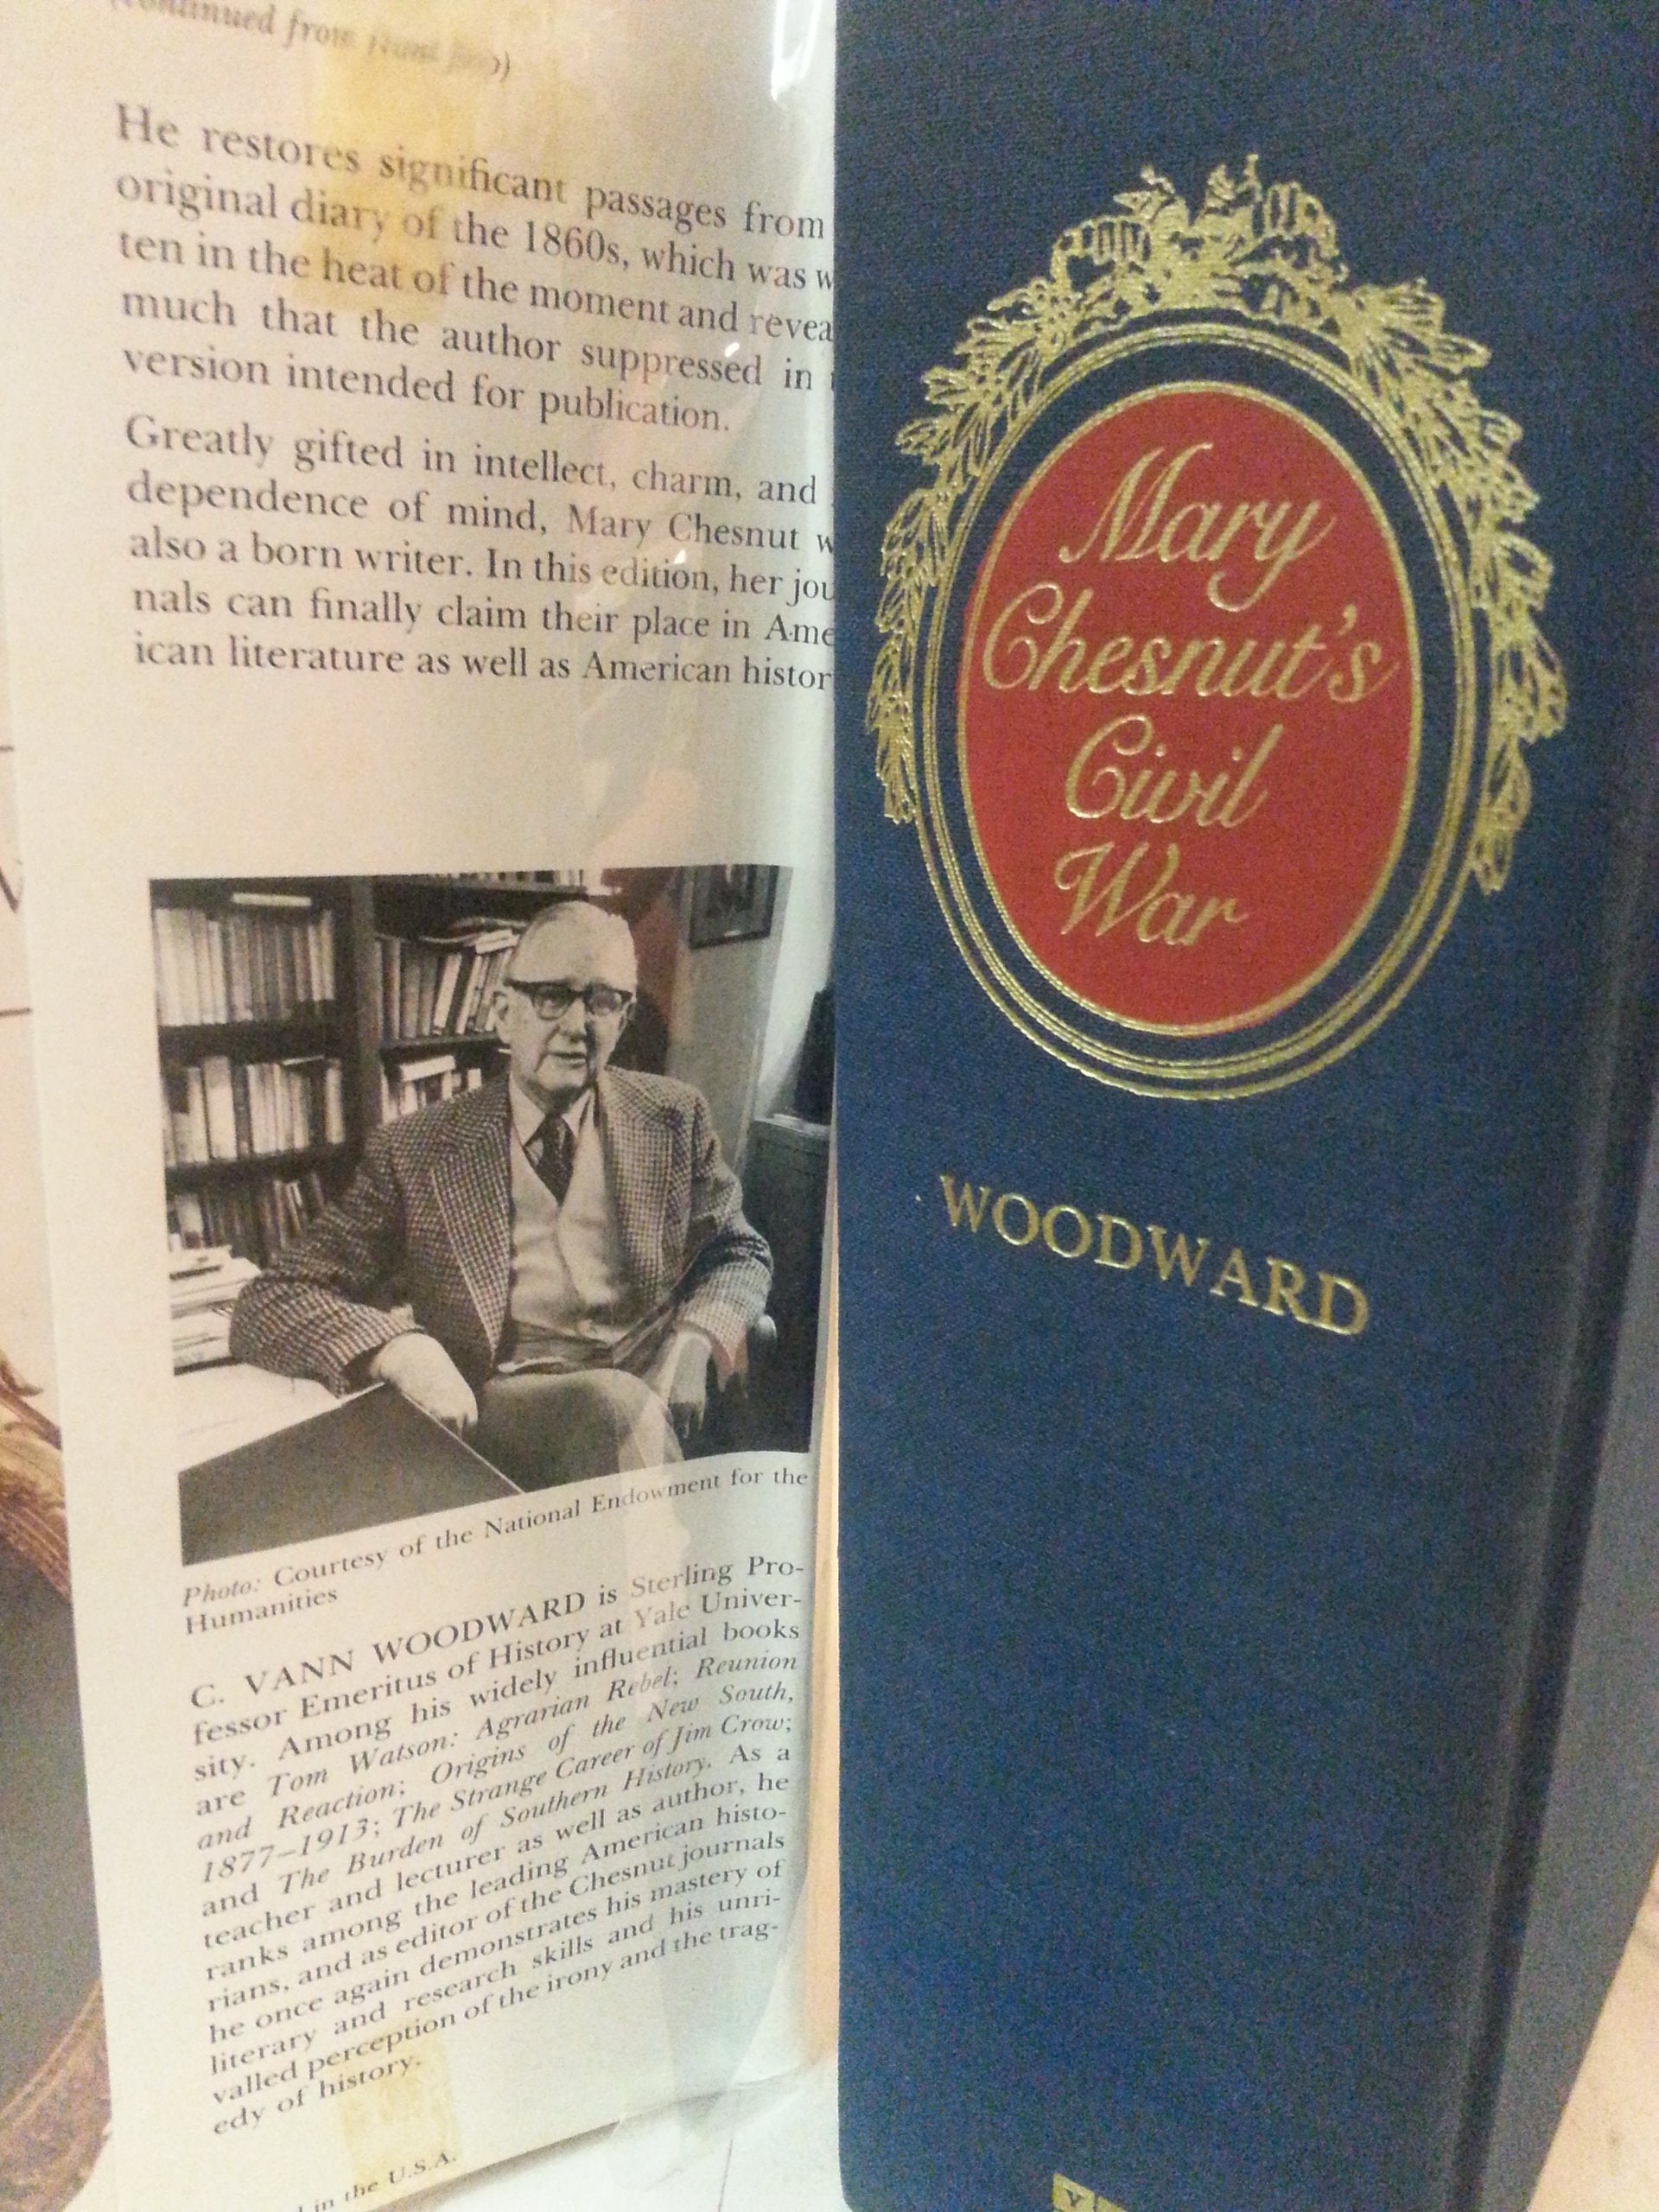 (continued from front flap)
He restores significant passages from
original diary of the 1860s, which was w
ten in the heat of the moment and revea
much that the author suppressed in
version intended for publication.
Greatly gifted in intellect, charm, and
dependence of mind, Mary Chesnut w
also a born writer. In this edition, her jou
nals can finally claim their place in Ame
ican literature as well as American histor
Photo: Courtesy of the National Endowment for the
Humanities
C. VANN WOODWARD is Sterling Pro-
fessor Emeritus of History at Yale Univer-
sity. Among his widely influential books
are Tom Watson: Agrarian Rebel; Reunion
and Reaction; Origins of the New South,
1877–1913; The Strange Career of Jim Crow;
and The Burden of Southern History. As a
teacher and lecturer as well as author, he
ranks among the leading American histo-
rians, and as editor of the Chesnut journals
he once again demonstrates his mastery of
literary and research skills and his unri-
valled perception of the irony and the trag-
edy of history.
in the U.S.A.
Mary
Chesnut's
Civil
War
WOODWARD